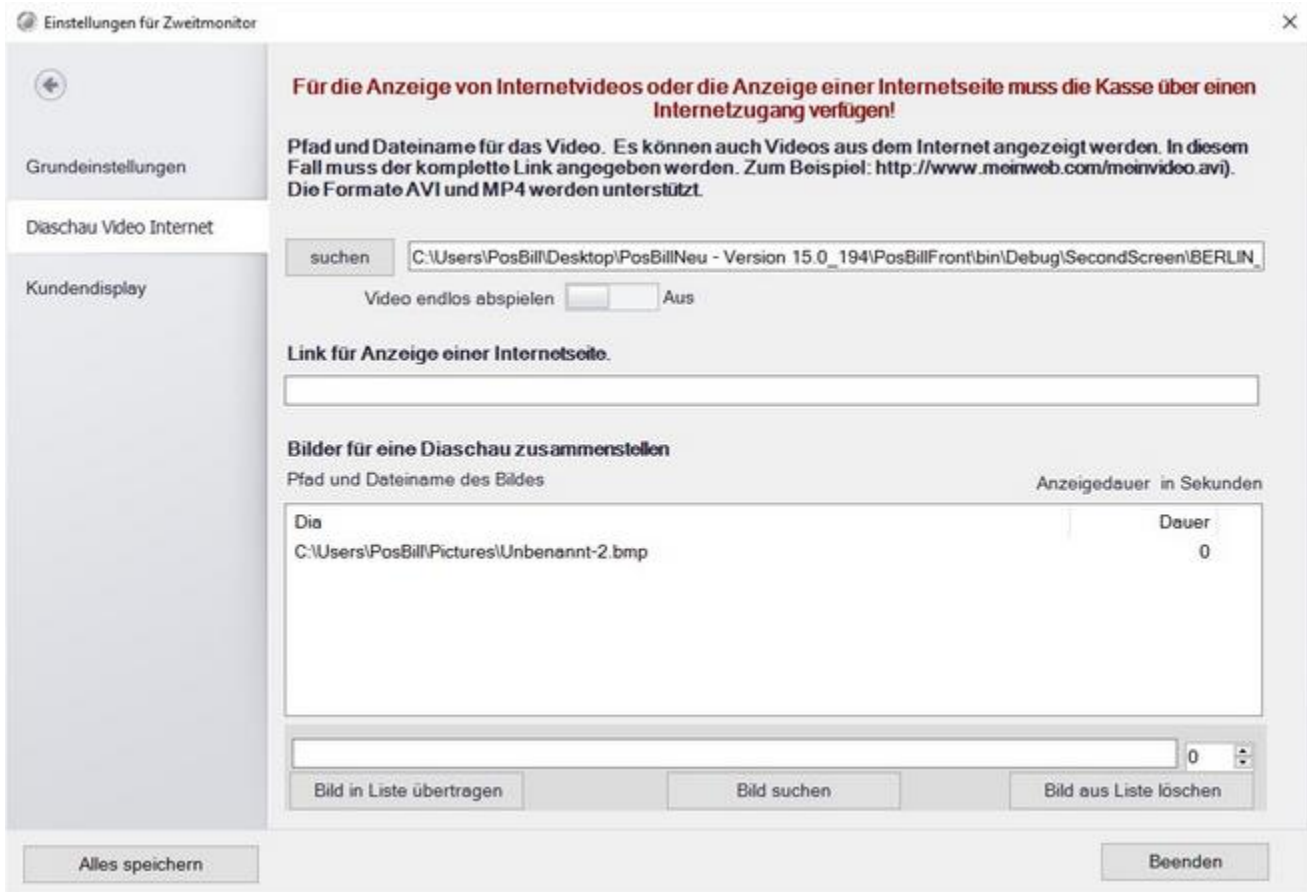 Einstellungen für Zweitmonitor
Für die Anzeige von Internetvideos oder die Anzeige einer Internetseite muss die Kasse über einen
Internetzugang verfügen!
Pfad und Dateiname für das Video. Es können auch Videos aus dem Internet angezeigt werden. In diesem
Fall muss der komplette Link angegeben werden. Zum Beispiel: http://www.meinweb.com/meinvideo.avi).
Die Formate AVI und MP4 werden unterstützt.
Grundeinstellungen
Diaschau Video Internet
Kundendisplay
suchen C:\Users\PosBill\Desktop\PosBillNeu - Version 15.0_194\PosBillFront\bin\Debug\SecondScreen\BERLIN_
Video endlos abspielen Aus
Link für Anzeige einer Internetseite.
Bilder für eine Diaschau zusammenstellen
Pfad und Dateiname des Bildes Anzeigedauer in Sekunden
Dia Dauer
C:\Users\PosBill\Pictures\Unbenannt-2.bmp 0
0
Bild in Liste übertragen Bild suchen Bild aus Liste löschen
Alles speichern Beenden